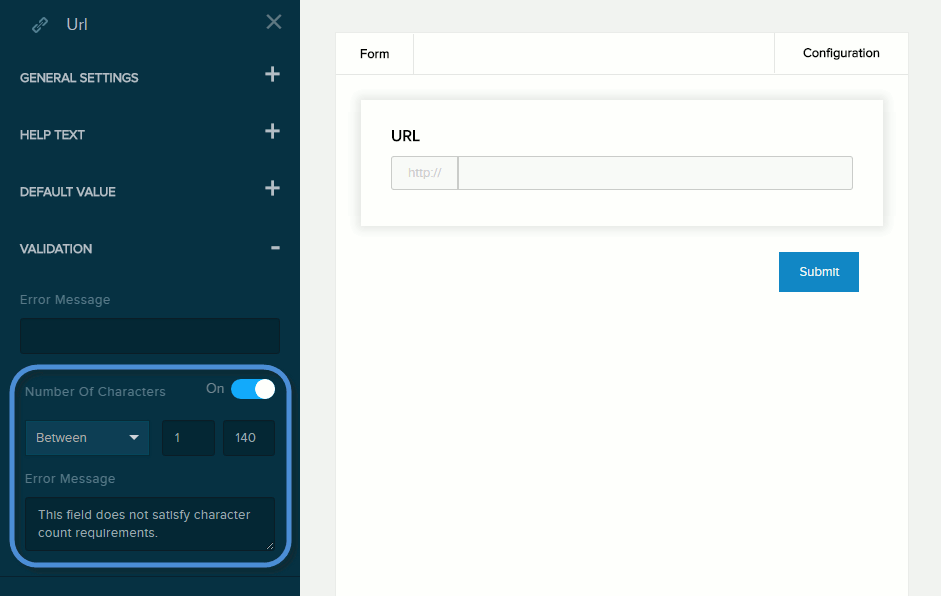 Url
GENERAL SETTINGS
HELP TEXT
DEFAULT VALUE
VALIDATION
Error Message
Number Of Characters On
Between 1 140
Error Message
This field does not satisfy character
count requirements.
Form
Configuration
URL
http://
Submit